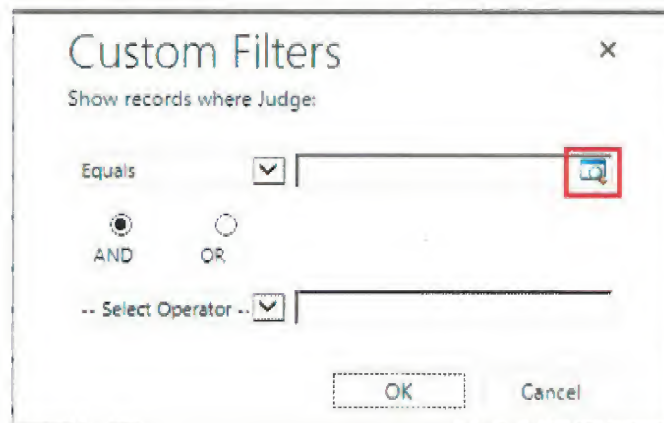 Custom Filters
Show records where Judge:
Equals
AND OR
-- Select Operator --
OK Cancel